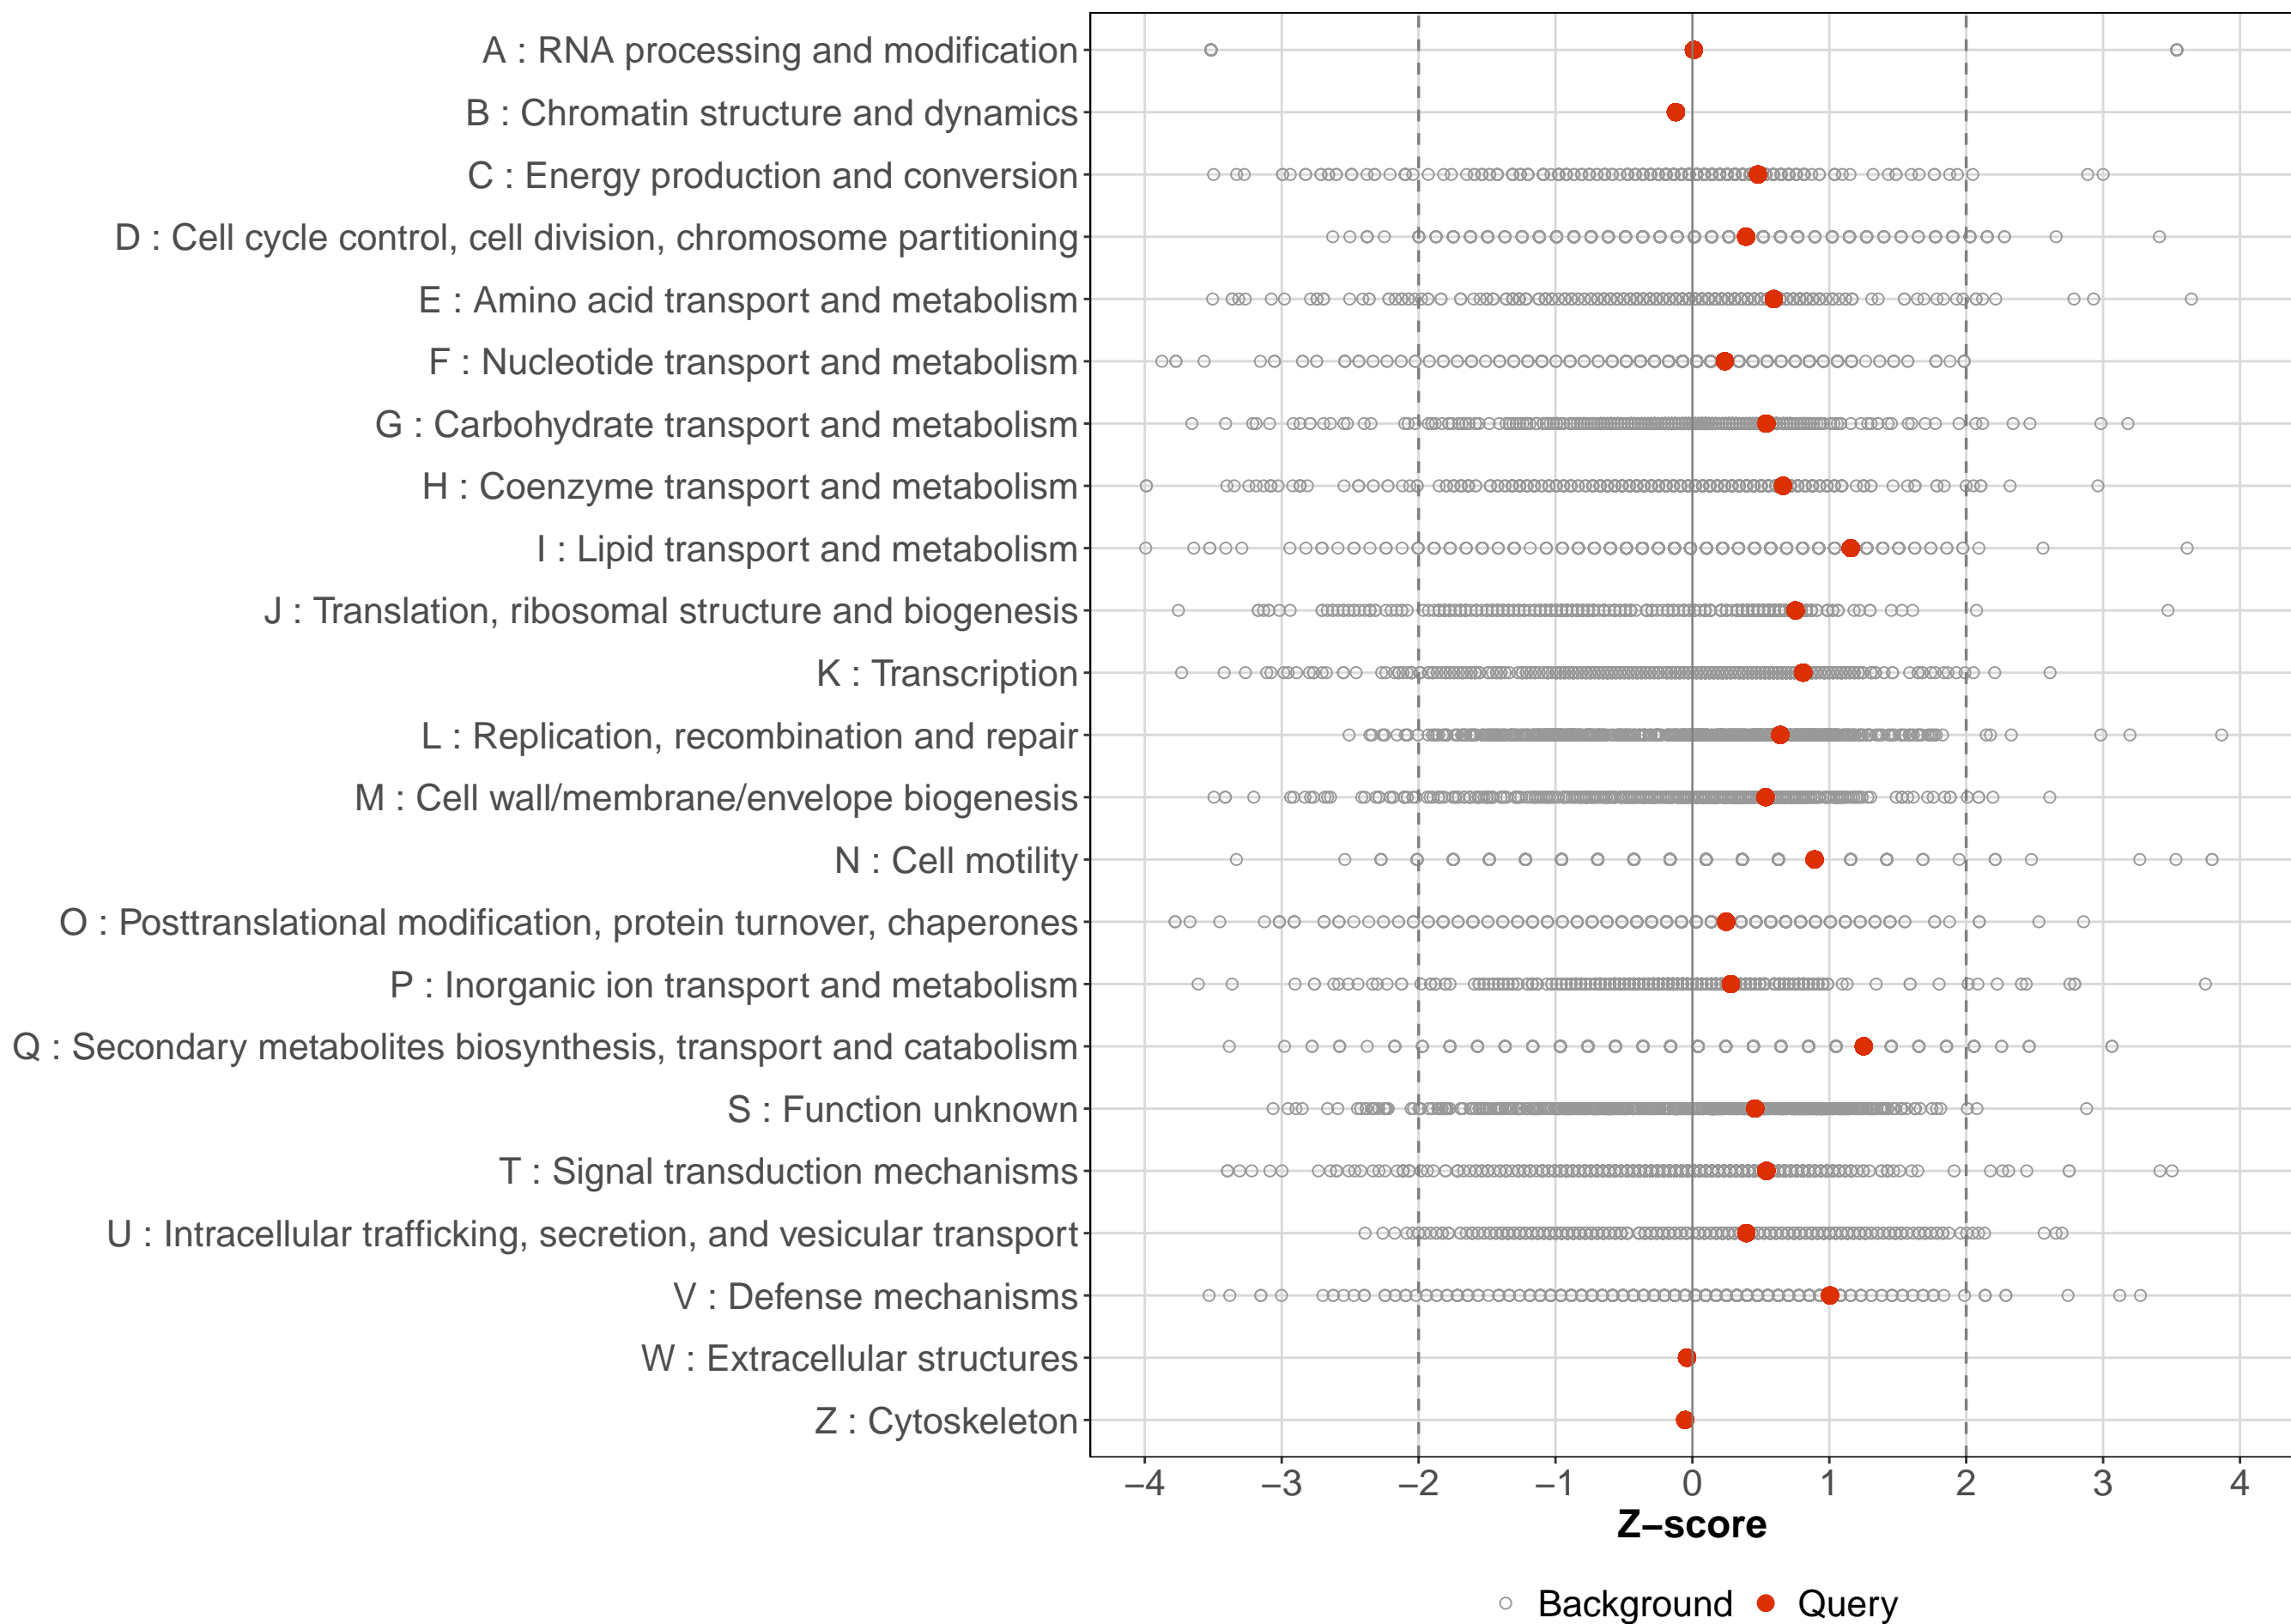 A : RNA processing and modification
B : Chromatin structure and dynamics
C : Energy production and conversion
D : Cell cycle control, cell division, chromosome partitioning
E : Amino acid transport and metabolism
F : Nucleotide transport and metabolism
G : Carbohydrate transport and metabolism
H : Coenzyme transport and metabolism
I : Lipid transport and metabolism
J : Translation, ribosomal structure and biogenesis
K : Transcription
L : Replication, recombination and repair
M : Cell wall/membrane/envelope biogenesis
N : Cell motility
O : Posttranslational modification, protein turnover, chaperones
P : Inorganic ion transport and metabolism
Q : Secondary metabolites biosynthesis, transport and catabolism
S : Function unknown
T : Signal transduction mechanisms
U : Intracellular trafficking, secretion, and vesicular transport
V : Defense mechanisms
W : Extracellular structures
Z : Cytoskeleton
−4 −3 −2 −1 0 1 2 3 4
Z−score
Background Query